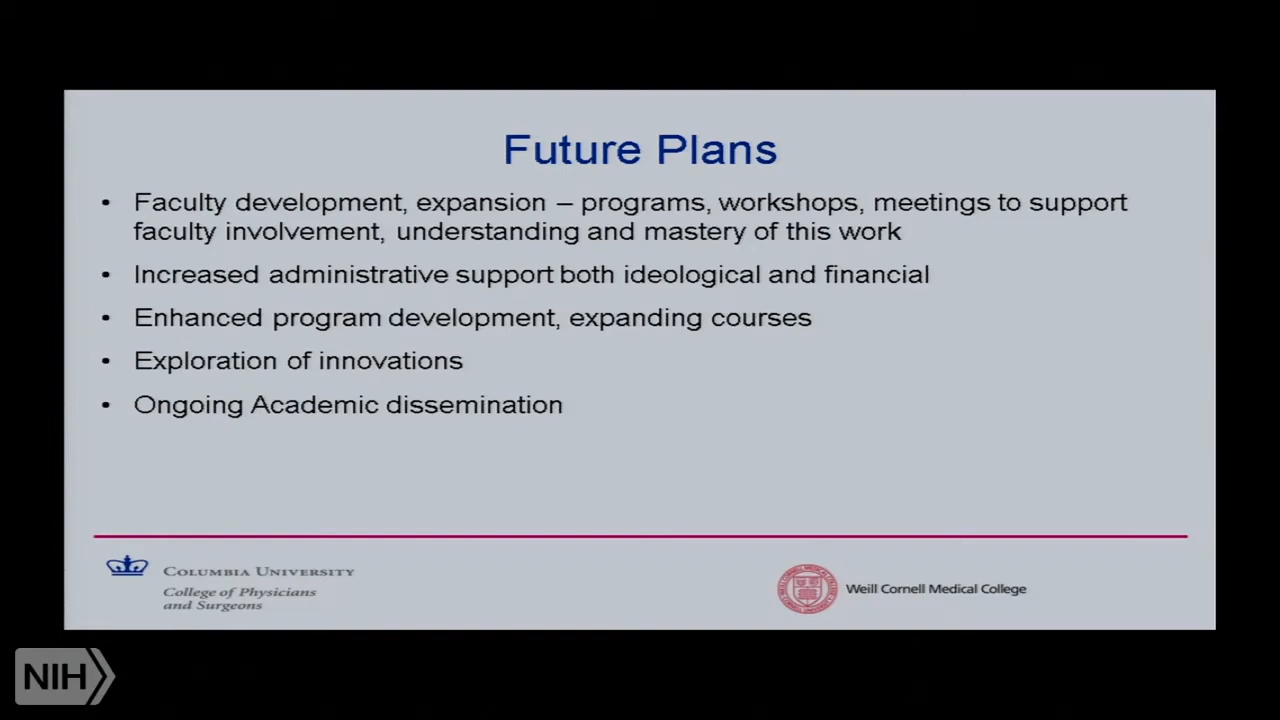 Future Plans
• Faculty development, expansion – programs, workshops, meetings to support
faculty involvement, understanding and mastery of this work
• Increased administrative support both ideological and financial
• Enhanced program development, expanding courses
• Exploration of innovations
• Ongoing Academic dissemination
COLUMBIA UNIVERSITY
College of Physicians
and Surgeons
Weill Cornell Medical College
NIH